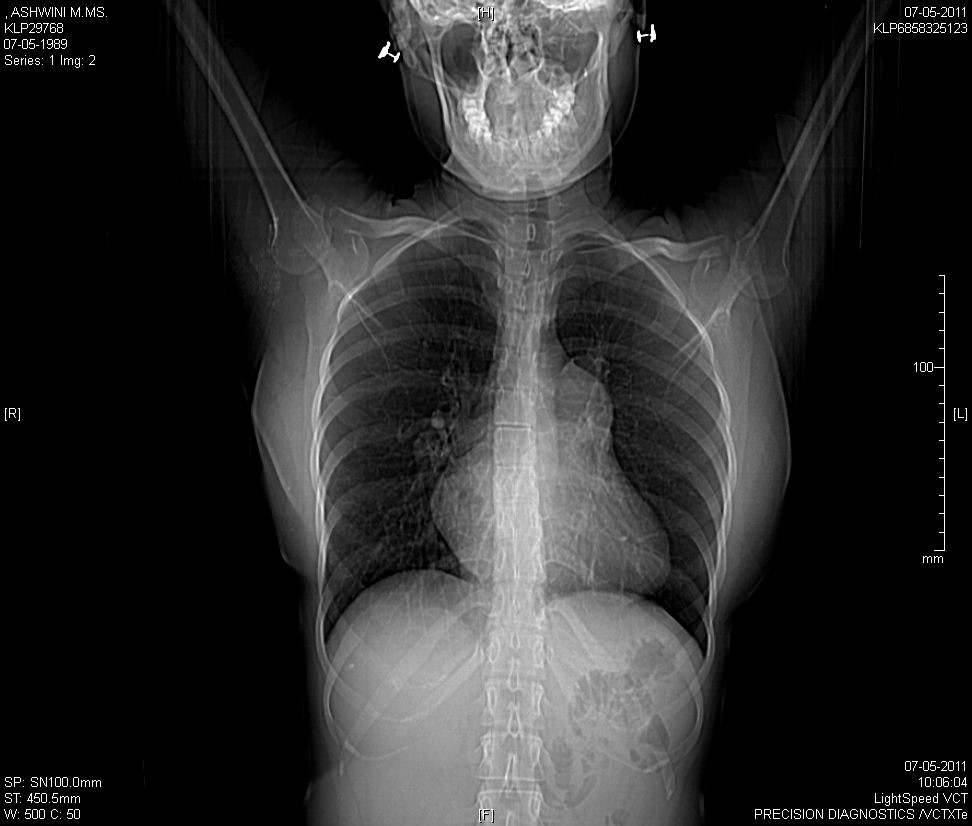 , ASHWINI M.MS.
KLP29768
07-05-1989
Series: 1 Img: 2
[H]
07-05-2011
KLP6858325123
[R]
100
[L]
mm
SP: SN100.0mm
ST: 450.5mm
W: 500 C: 50
[F]
07-05-2011
10:06:04
LightSpeed VCT
PRECISION DIAGNOSTICS /VCTXTe